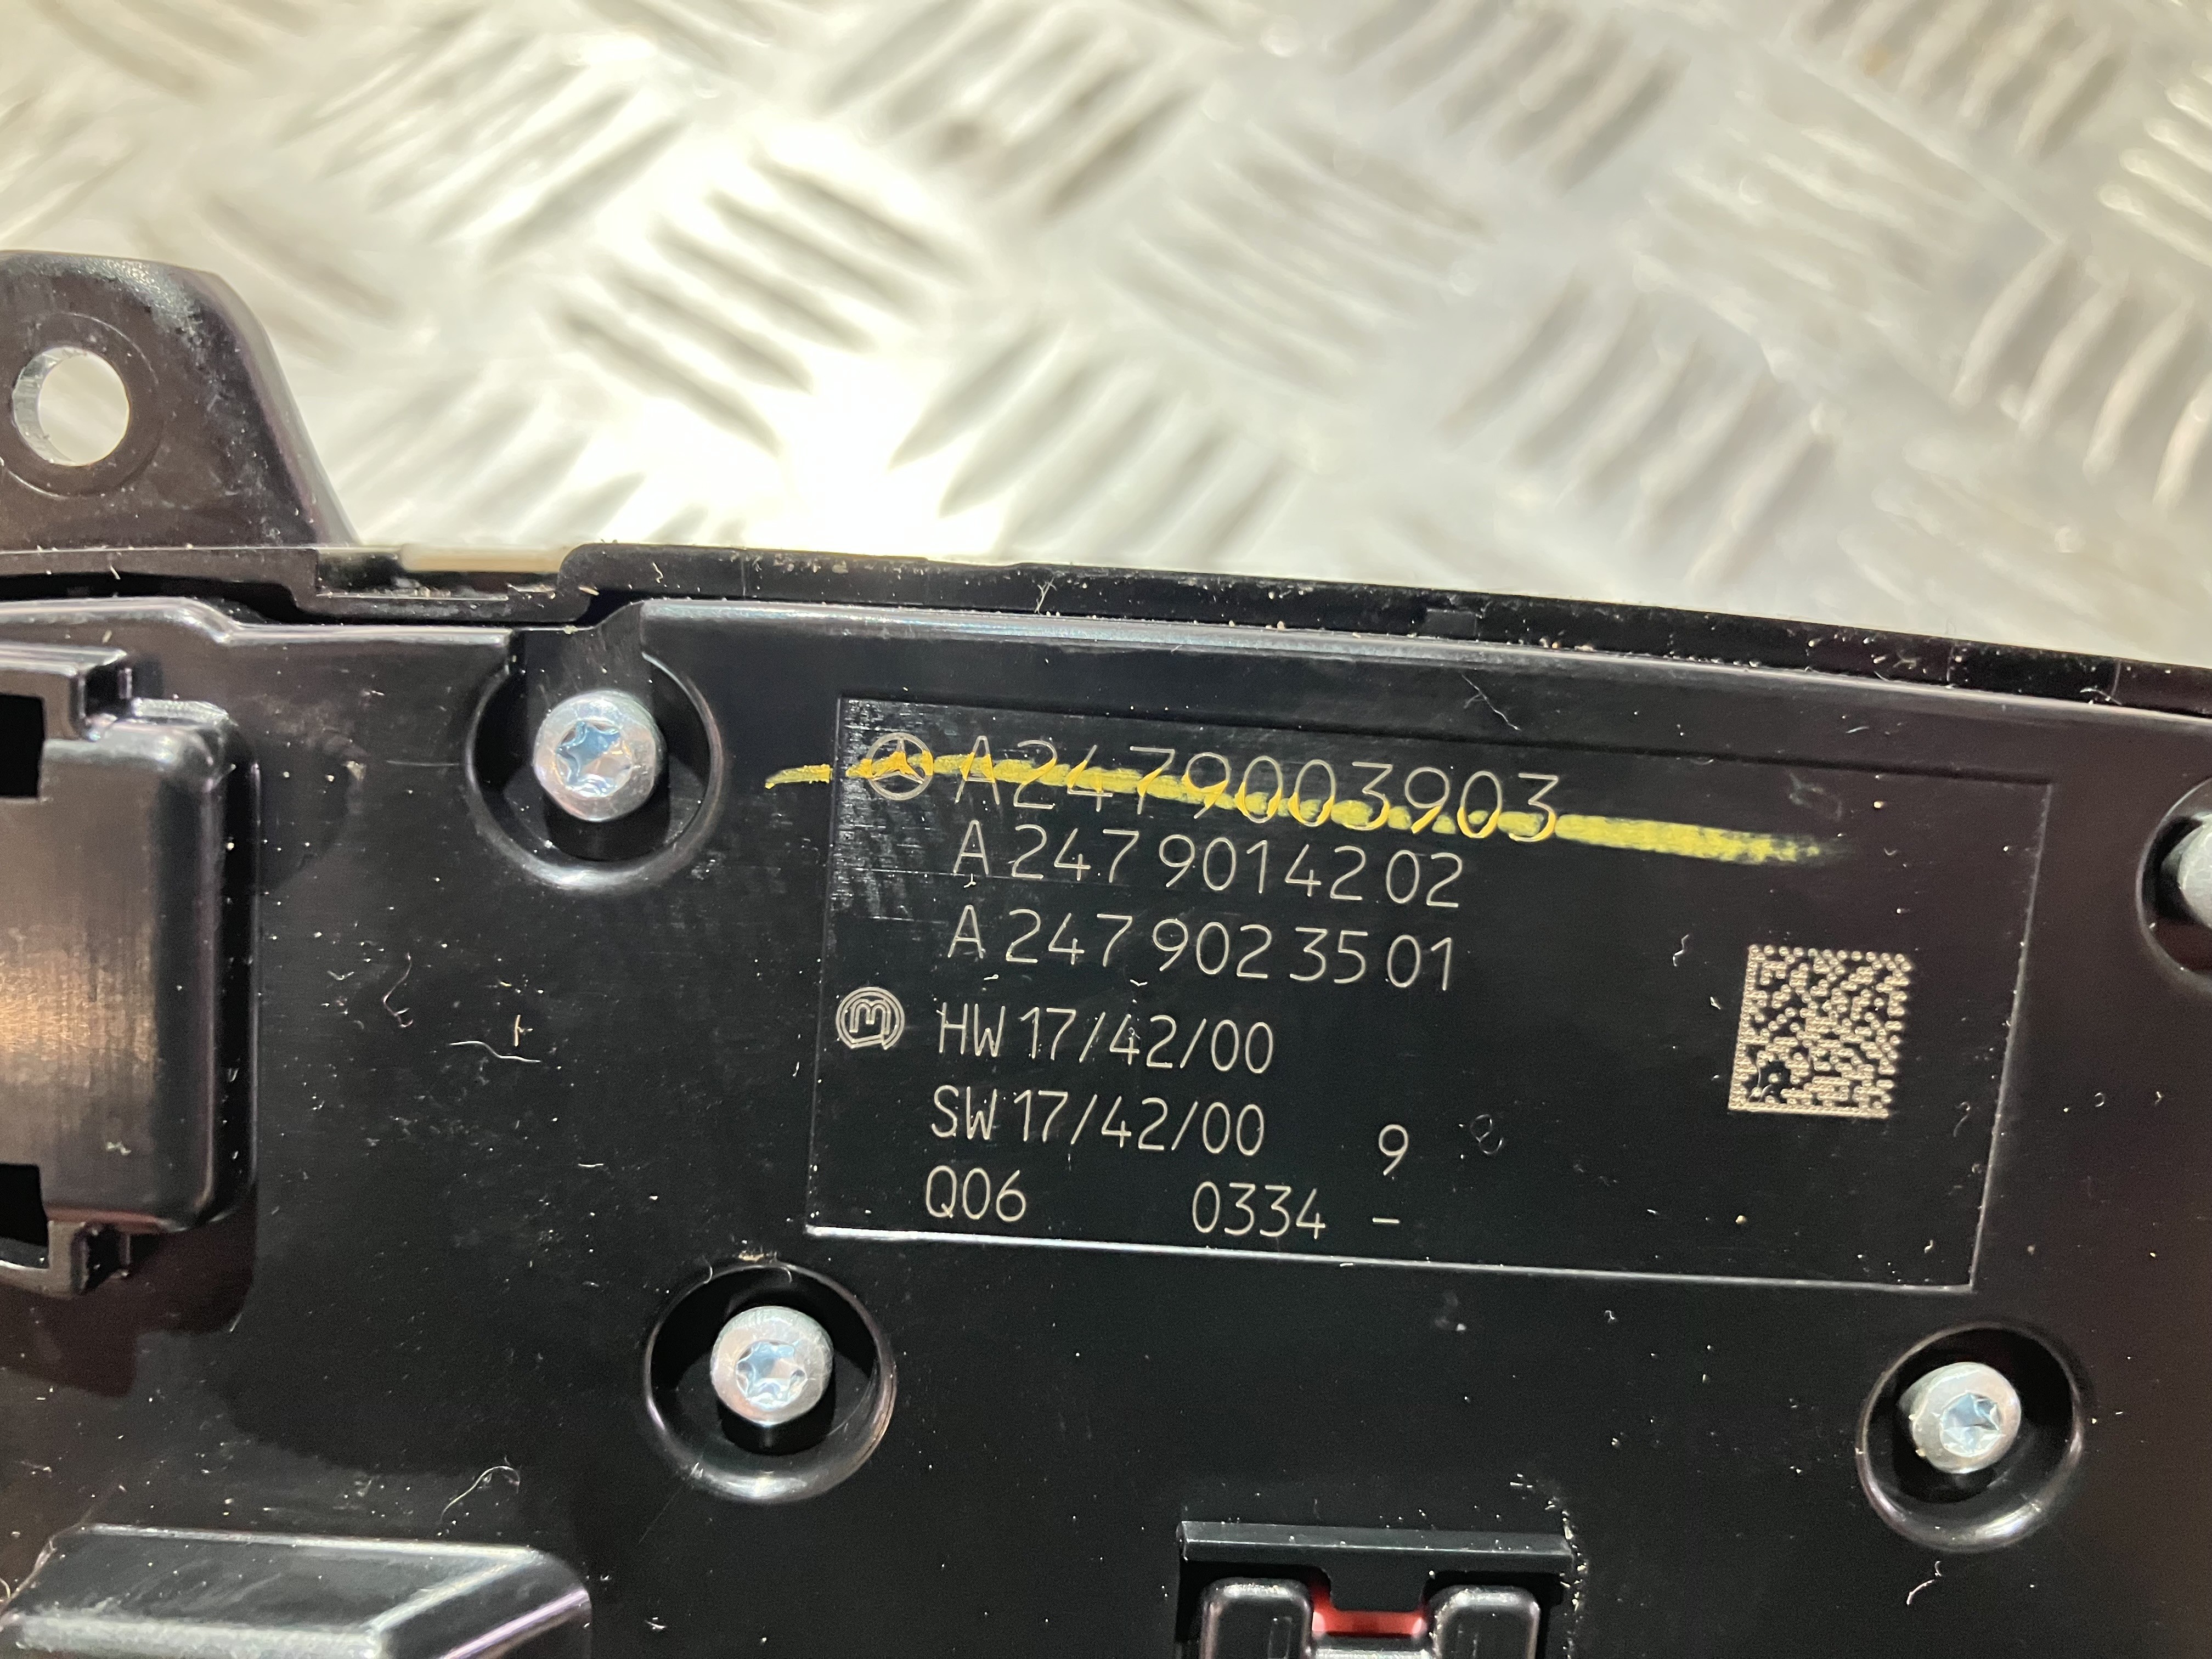 A2479003903
A 247 901 42 02
A 247 902 35 01
HW 17/42/00
SW 17/42/00 9
Q06 0334 -